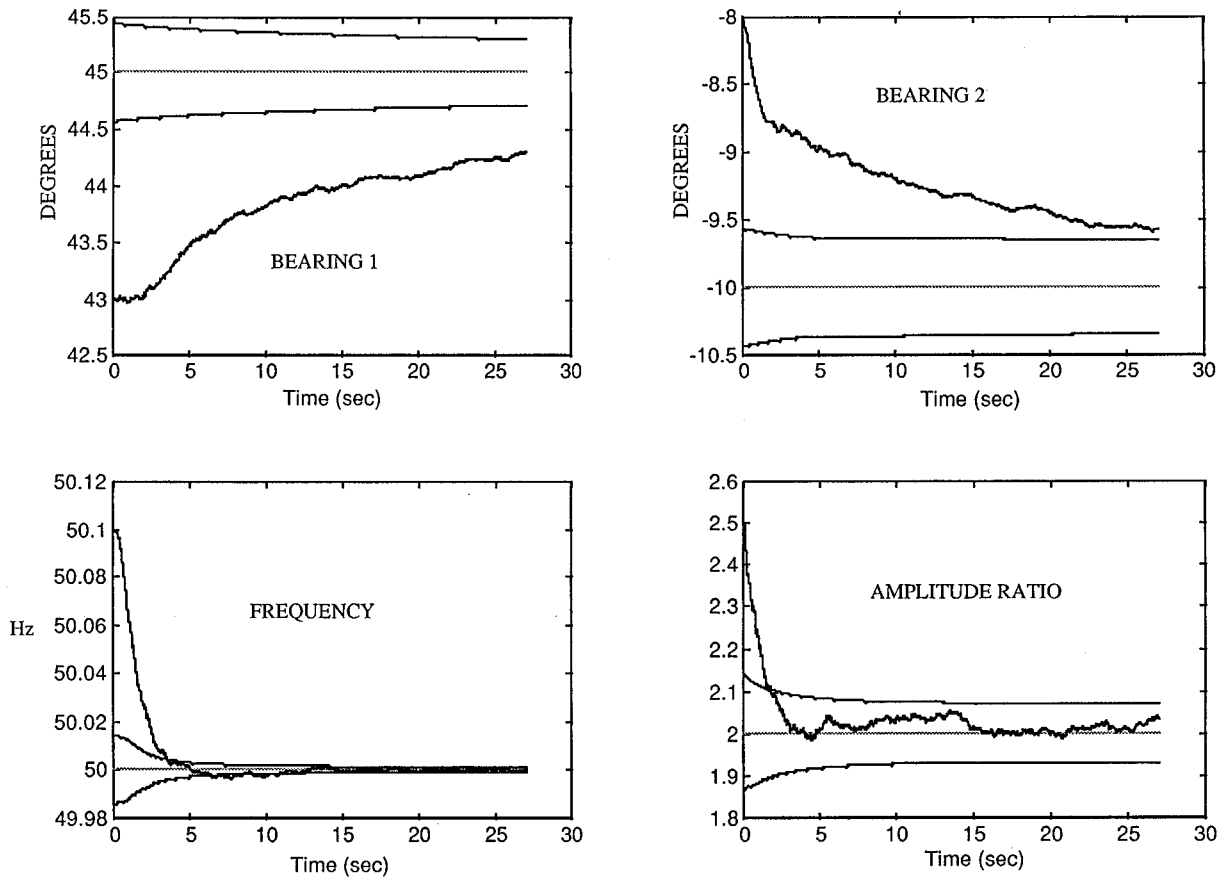 45.5
45
44.5
44
43.5
43
42.5
DEGREES
BEARING 1
0 5 10 15 20 25 30
Time (sec)
-8
-8.5
-9
-9.5
-10
-10.5
DEGREES
BEARING 2
0 5 10 15 20 25 30
Time (sec)
50.12
50.1
50.08
50.06
50.04
50.02
50
49.98
Hz
FREQUENCY
0 5 10 15 20 25 30
Time (sec)
2.6
2.5
2.4
2.3
2.2
2.1
2
1.9
1.8
AMPLITUDE RATIO
0 5 10 15 20 25 30
Time (sec)